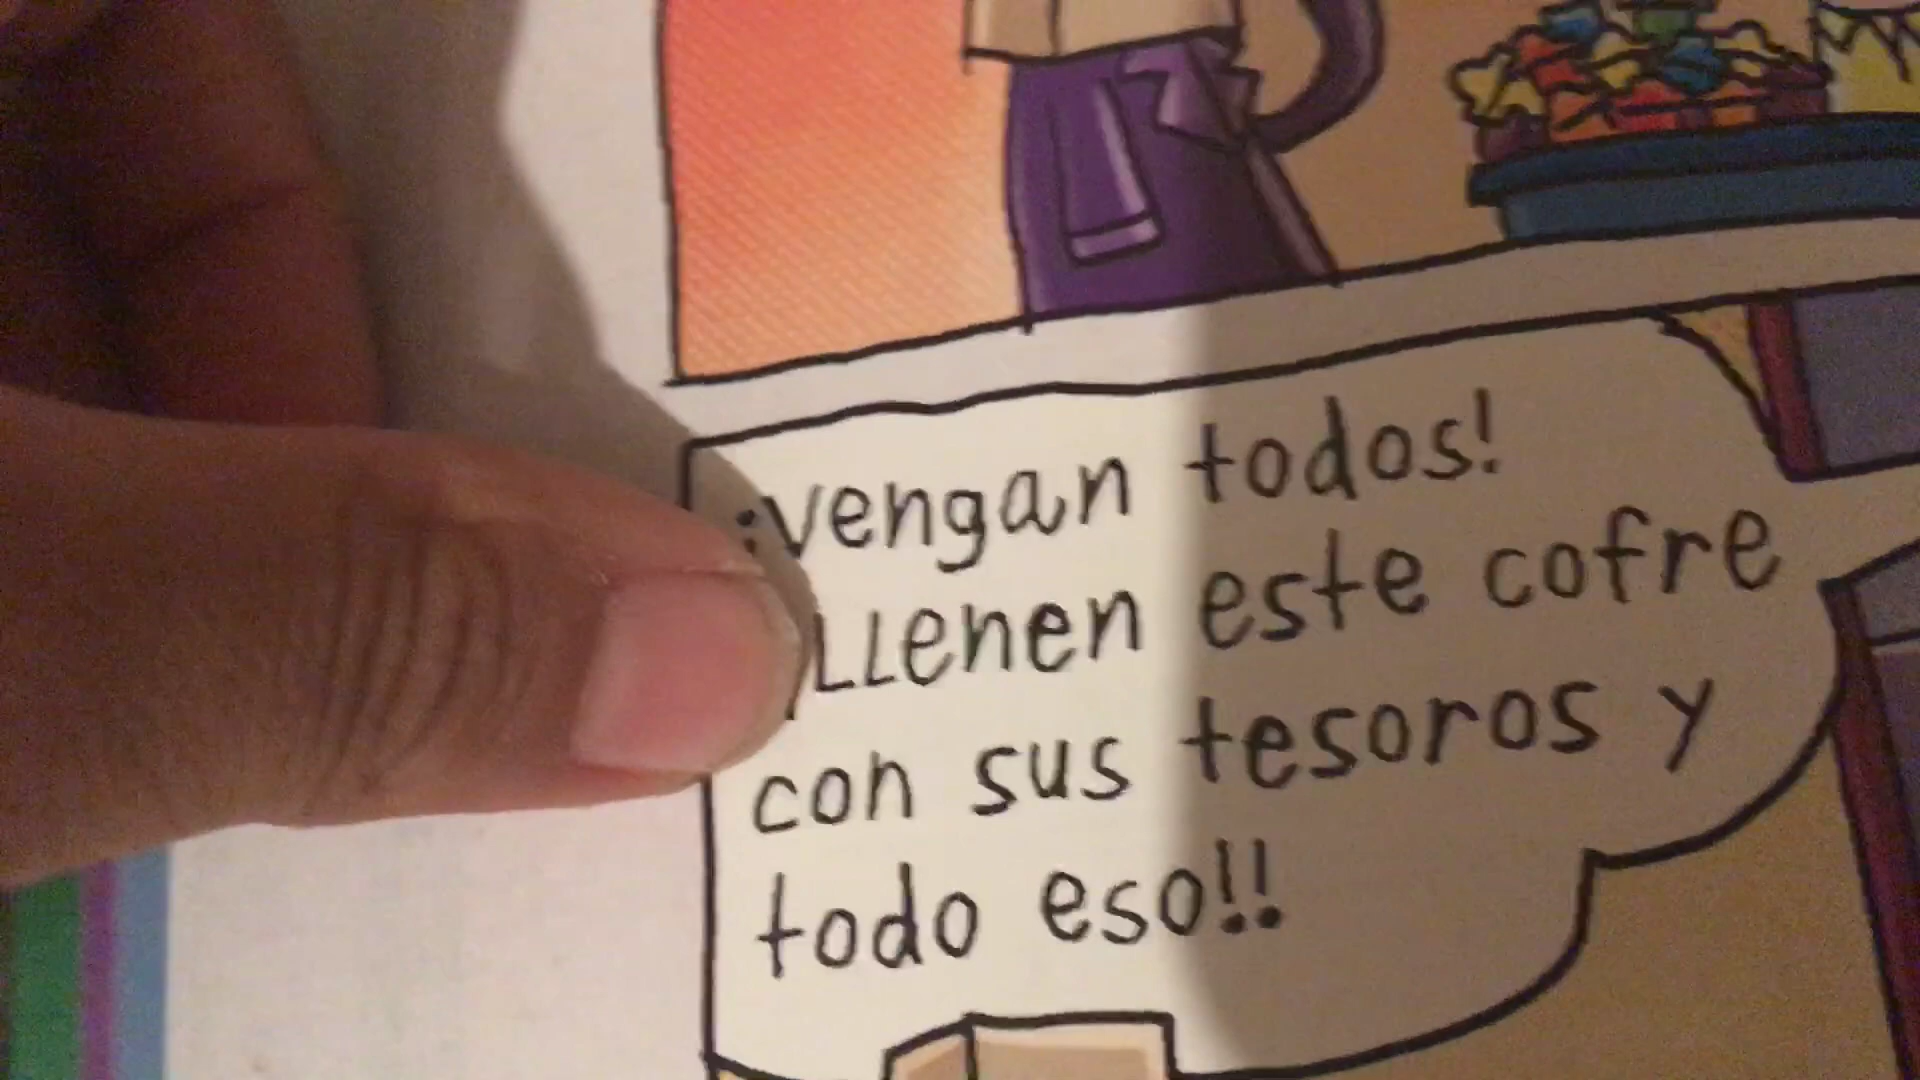 ¡Vengan todos!
¡LLenen este cofre
con sus tesoros y
todo eso!!